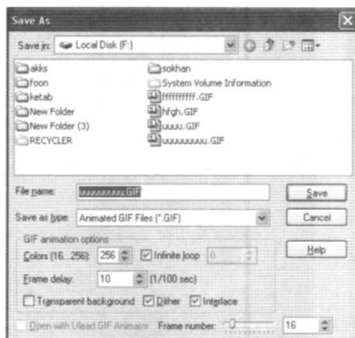 Save As
Save in: Local Disk (F:)
akks
foon
ketab
New Folder
New Folder (3)
RECYCLER
sokhan
System Volume Information
ffffffffff.GIF
hfgh.GIF
uuuu.GIF
uuuuuuuuu.GIF
File name: uuuuuuuuu.GIF Save
Save as type: Animated GIF Files (*.GIF) Cancel
GIF animation options
Colors (16...256): 256 Infinite loop 0 Help
Frame delay: 10 (1/100 sec)
Transparent background Dither Interlace
Open with Ulead GIF Animator Frame number: 16